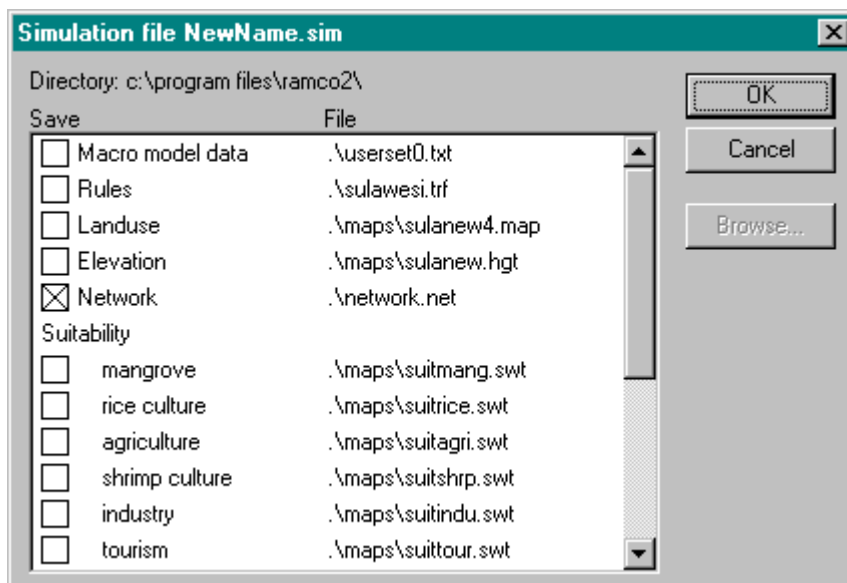 Simulation file NewName.sim
Directory: c:\program files\ramco2\
OK
Save File
Cancel
Macro model data .\userset0.txt
Rules .\sulawesi.trf
Landuse .\maps\sulanew4.map
Browse...
Elevation .\maps\sulanew.hgt
Network .\network.net
Suitability
mangrove .\maps\suitmang.swt
rice culture .\maps\suitrice.swt
agriculture .\maps\suitagri.swt
shrimp culture .\maps\suitshrp.swt
industry .\maps\suitindu.swt
tourism .\maps\suittour.swt